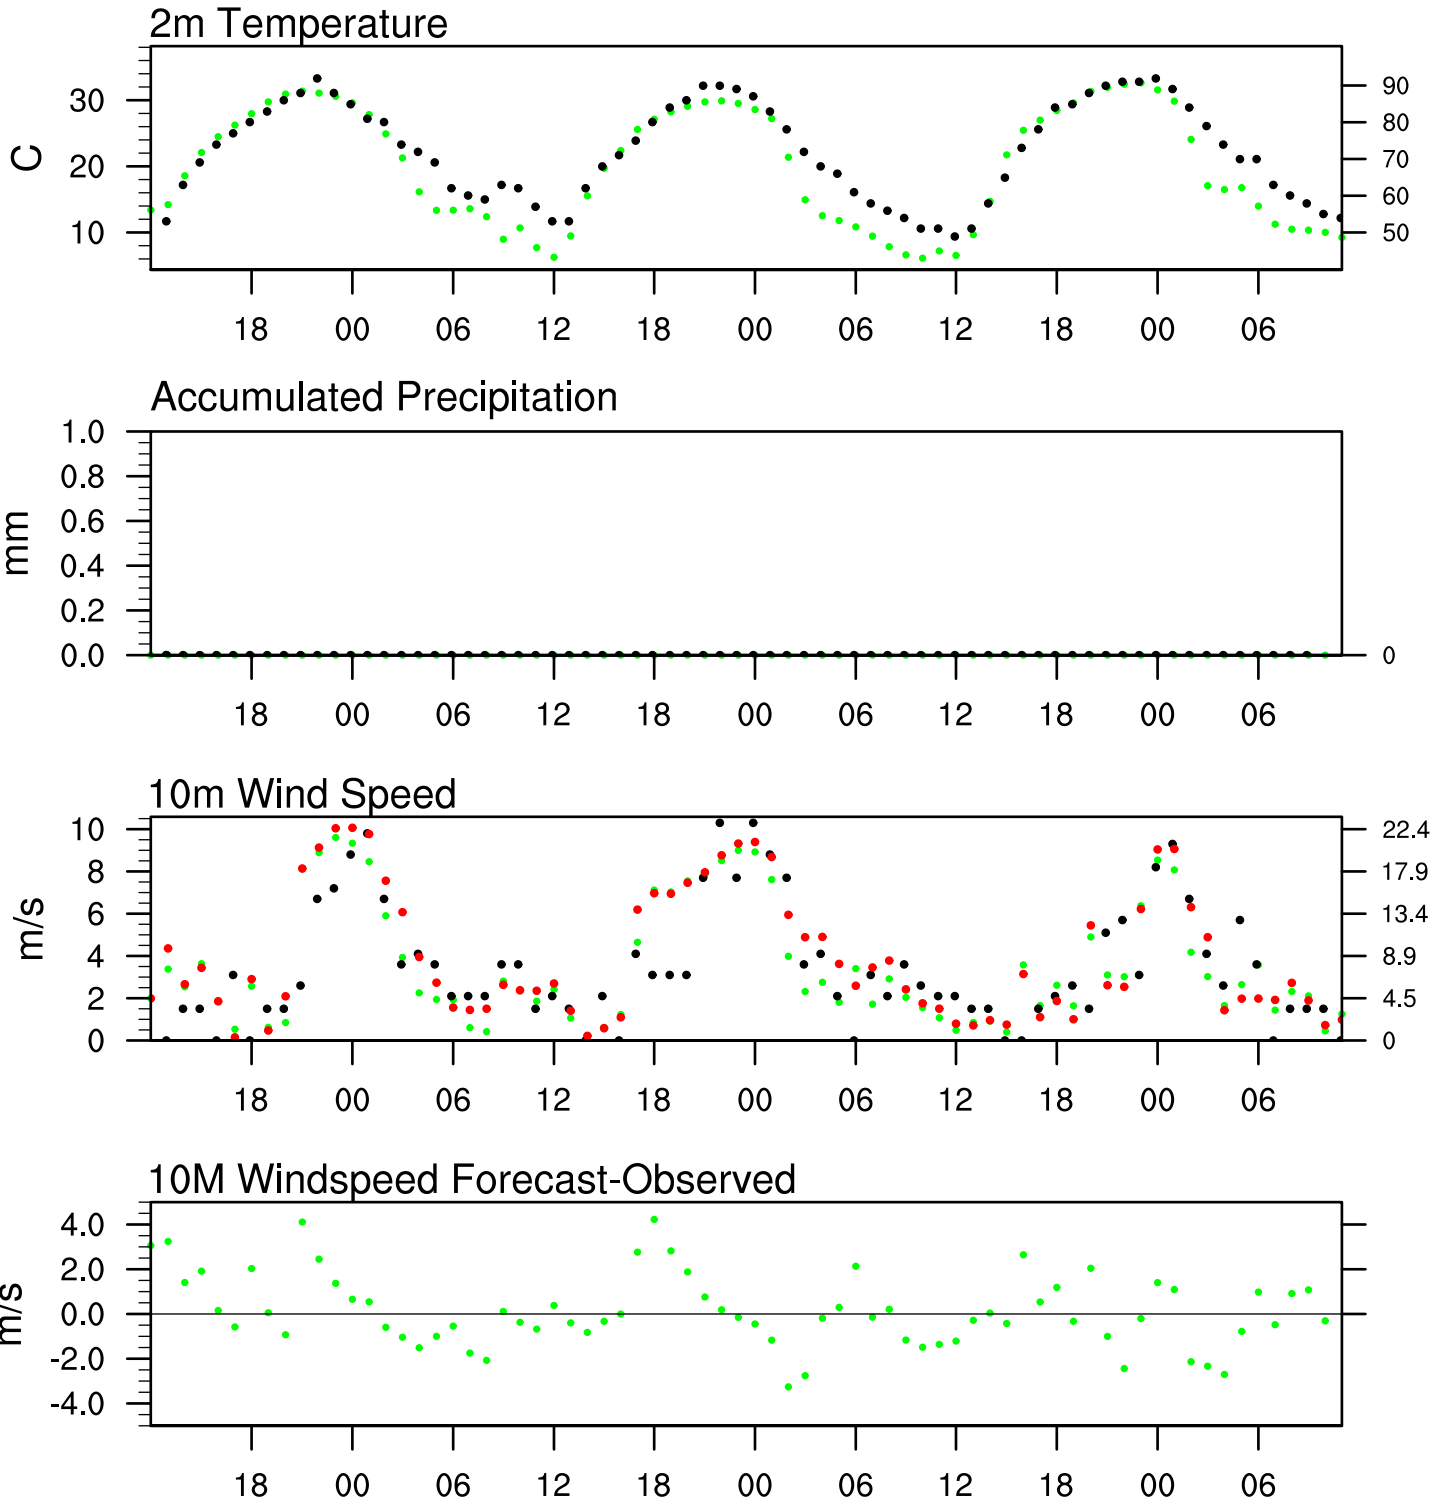 2m Temperature
C
30
20
10
90
80
70
60
50
18 00 06 12 18 00 06 12 18 00 06
Accumulated Precipitation
mm
1.0
0.8
0.6
0.4
0.2
0.0
0
18 00 06 12 18 00 06 12 18 00 06
10m Wind Speed
m/s
10
8
6
4
2
0
22.4
17.9
13.4
8.9
4.5
0
18 00 06 12 18 00 06 12 18 00 06
10M Windspeed Forecast-Observed
m/s
4.0
2.0
0.0
-2.0
-4.0
18 00 06 12 18 00 06 12 18 00 06